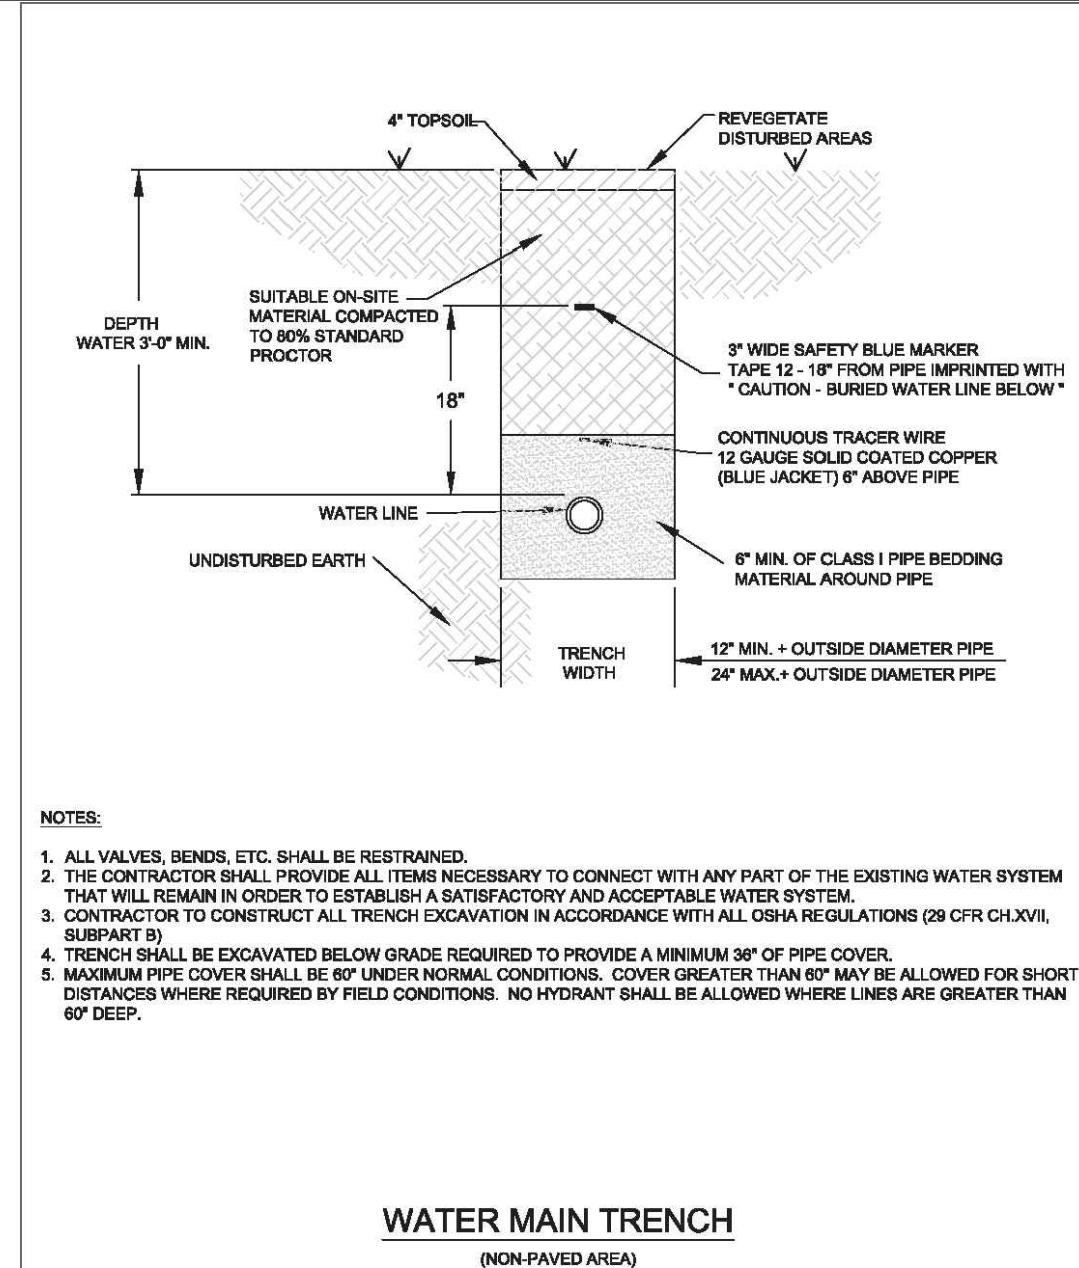 4" TOPSOIL
REVEGETATE
DISTURBED AREAS
SUITABLE ON-SITE
MATERIAL COMPACTED
TO 80% STANDARD
PROCTOR
DEPTH
WATER 3'-0" MIN.
18"
3" WIDE SAFETY BLUE MARKER
TAPE 12 - 18" FROM PIPE IMPRINTED WITH
" CAUTION - BURIED WATER LINE BELOW "
CONTINUOUS TRACER WIRE
12 GAUGE SOLID COATED COPPER
(BLUE JACKET) 6" ABOVE PIPE
WATER LINE
UNDISTURBED EARTH
6" MIN. OF CLASS I PIPE BEDDING
MATERIAL AROUND PIPE
TRENCH
WIDTH
12" MIN. + OUTSIDE DIAMETER PIPE
24" MAX.+ OUTSIDE DIAMETER PIPE
NOTES:
1. ALL VALVES, BENDS, ETC. SHALL BE RESTRAINED.
2. THE CONTRACTOR SHALL PROVIDE ALL ITEMS NECESSARY TO CONNECT WITH ANY PART OF THE EXISTING WATER SYSTEM
THAT WILL REMAIN IN ORDER TO ESTABLISH A SATISFACTORY AND ACCEPTABLE WATER SYSTEM.
3. CONTRACTOR TO CONSTRUCT ALL TRENCH EXCAVATION IN ACCORDANCE WITH ALL OSHA REGULATIONS (29 CFR CH.XVII,
SUBPART B)
4. TRENCH SHALL BE EXCAVATED BELOW GRADE REQUIRED TO PROVIDE A MINIMUM 36" OF PIPE COVER.
5. MAXIMUM PIPE COVER SHALL BE 60" UNDER NORMAL CONDITIONS. COVER GREATER THAN 60" MAY BE ALLOWED FOR SHORT
DISTANCES WHERE REQUIRED BY FIELD CONDITIONS. NO HYDRANT SHALL BE ALLOWED WHERE LINES ARE GREATER THAN
60" DEEP.
WATER MAIN TRENCH
(NON-PAVED AREA)